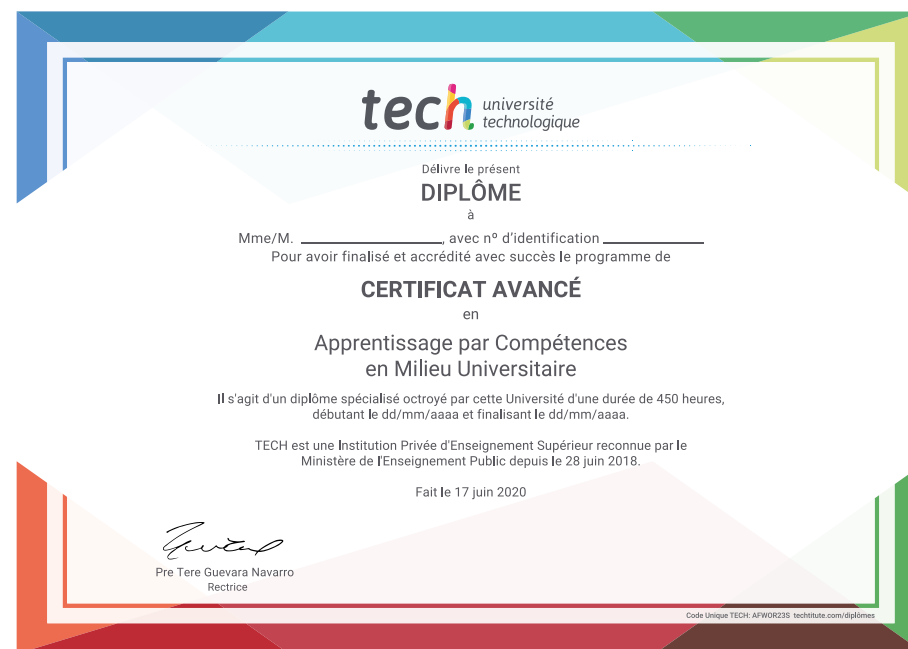 tech université
technologique
Délivre le présent
DIPLÔME
à
Mme/M. ____________, avec nº d'identification ____________
Pour avoir finalisé et accrédité avec succès le programme de
CERTIFICAT AVANCÉ
en
Apprentissage par Compétences
en Milieu Universitaire
Il s'agit d'un diplôme spécialisé octroyé par cette Université d'une durée de 450 heures,
débutant le dd/mm/aaaa et finalisant le dd/mm/aaaa.
TECH est une Institution Privée d'Enseignement Supérieur reconnue par le
Ministère de l'Enseignement Public depuis le 28 juin 2018.
Fait le 17 juin 2020
Pre Tere Guevara Navarro
Rectrice
Code Unique TECH: AFWOR23S techtitute.com/diplômes